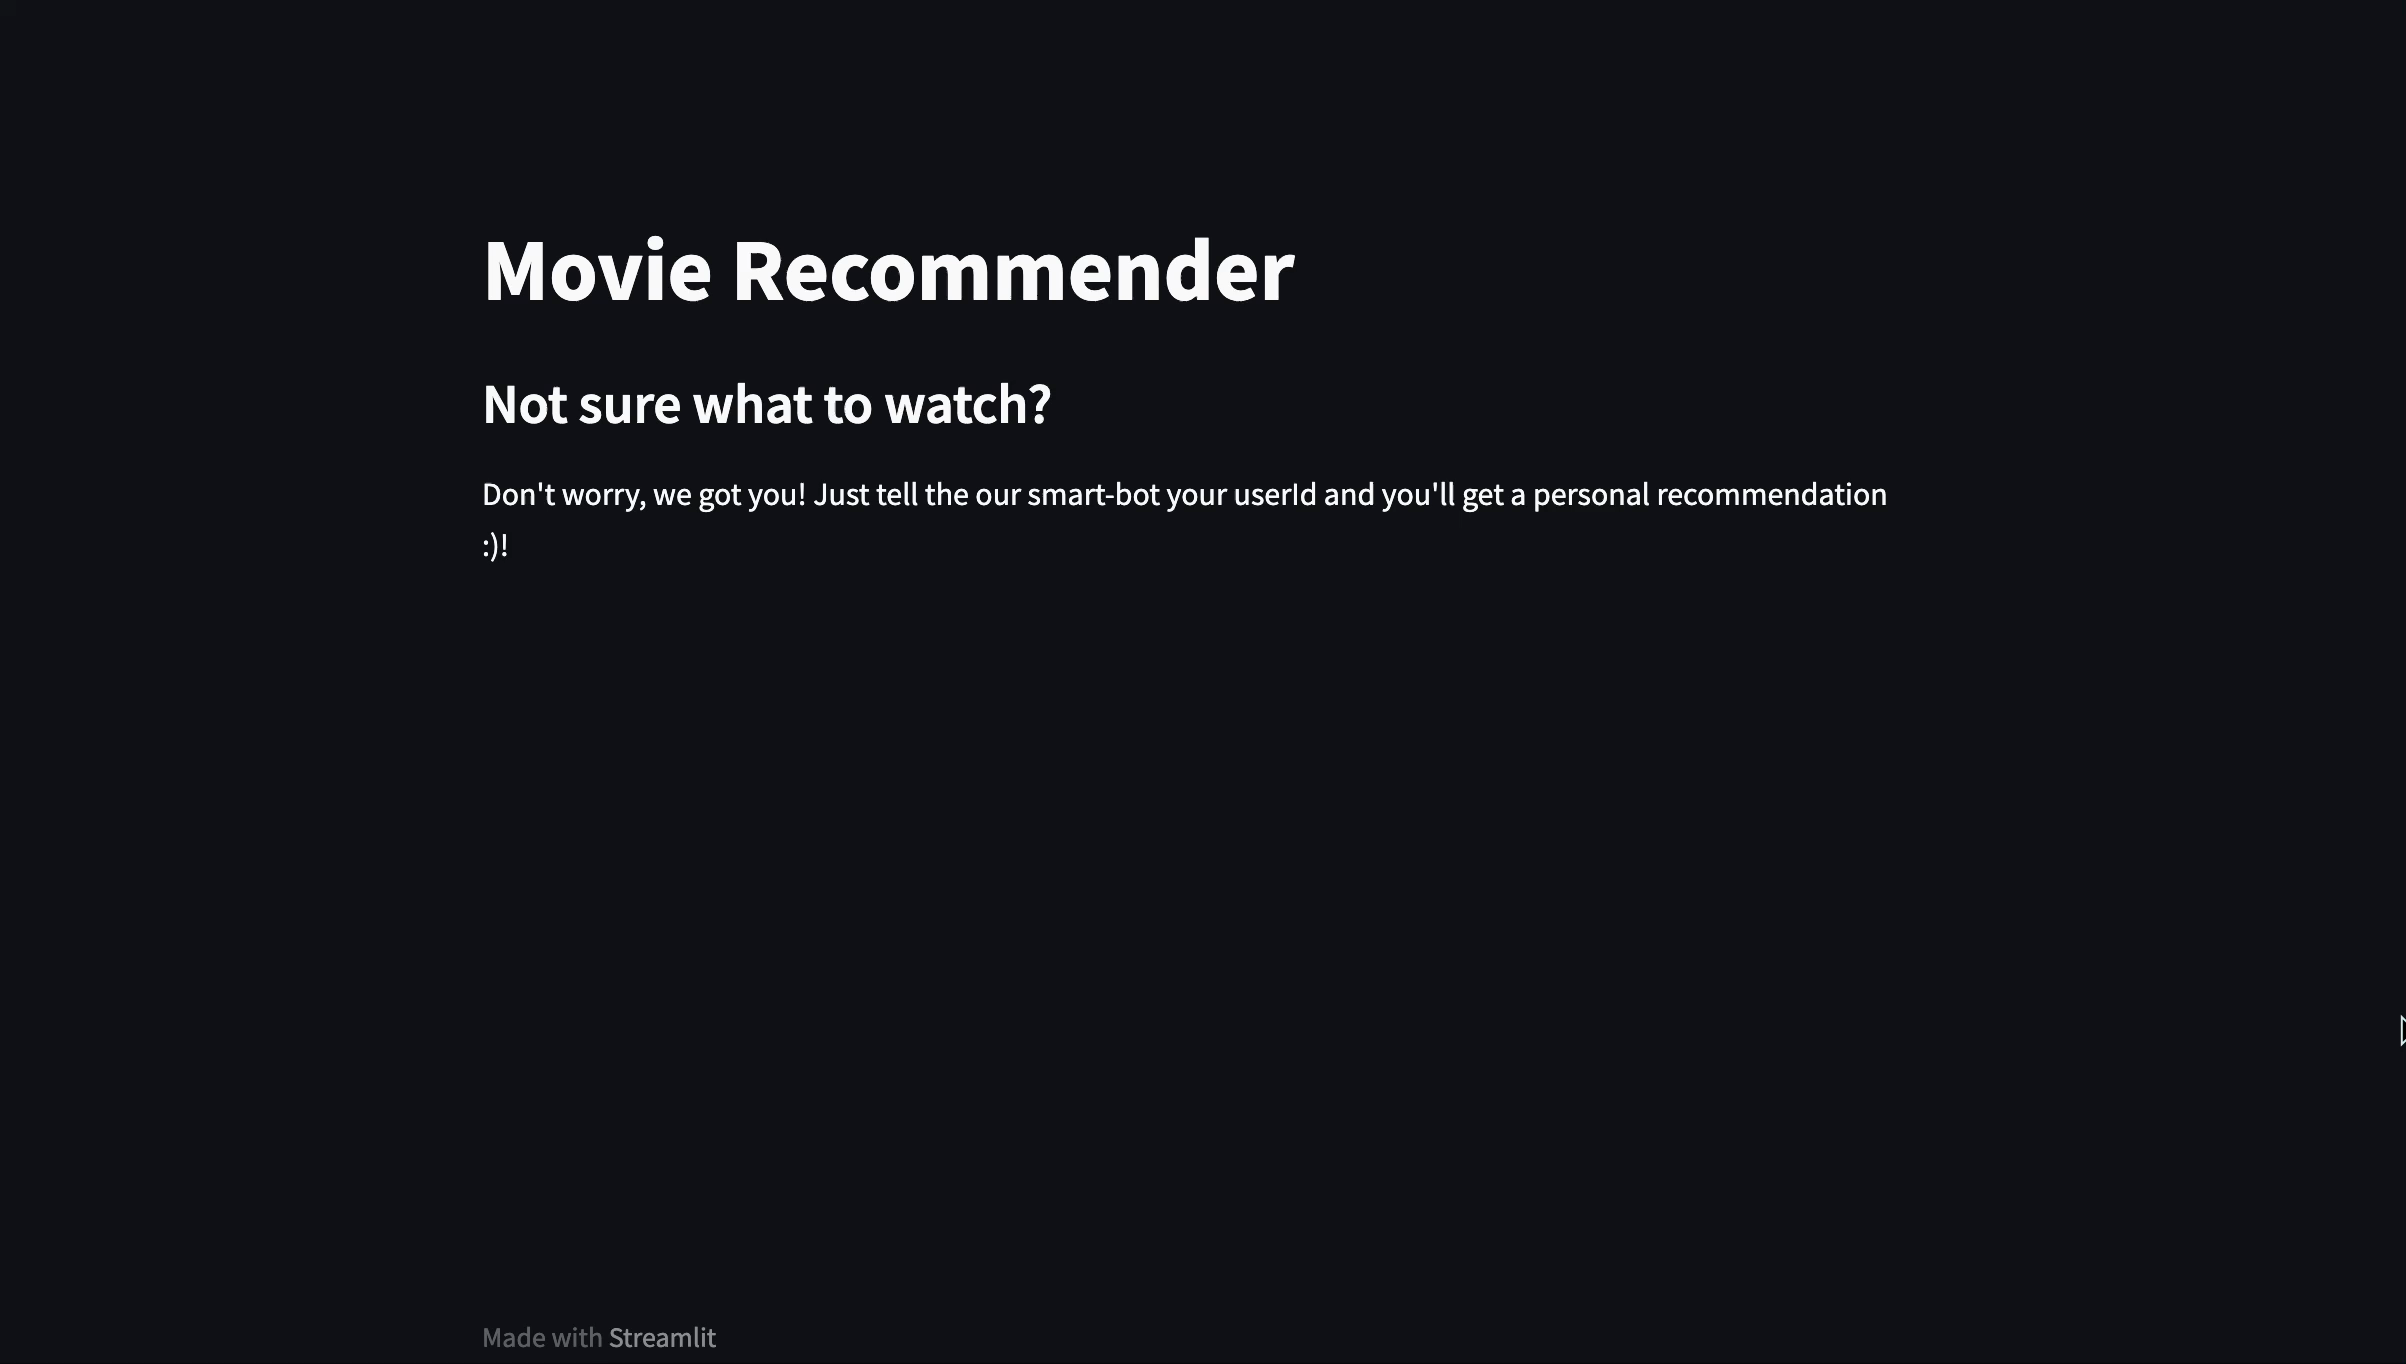 Movie Recommender
Not sure what to watch?
Don't worry, we got you! Just tell the our smart-bot your userId and you'll get a personal recommendation
:)!
Made with Streamlit